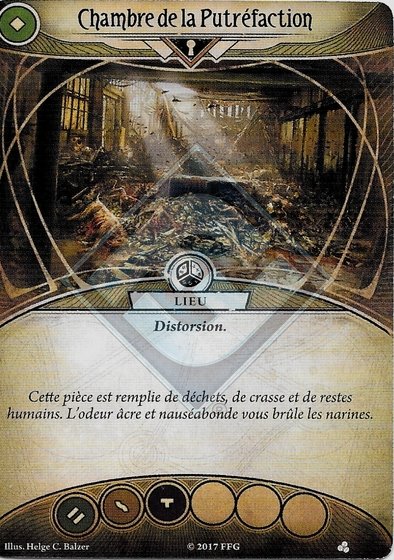 Chambre de la Putréfaction
LIEU
Distorsion.
Cette pièce est remplie de déchets, de crasse et de restes
humains. L'odeur âcre et nauséabonde vous brûle les narines.
Illus. Helge C. Balzer
© 2017 FFG